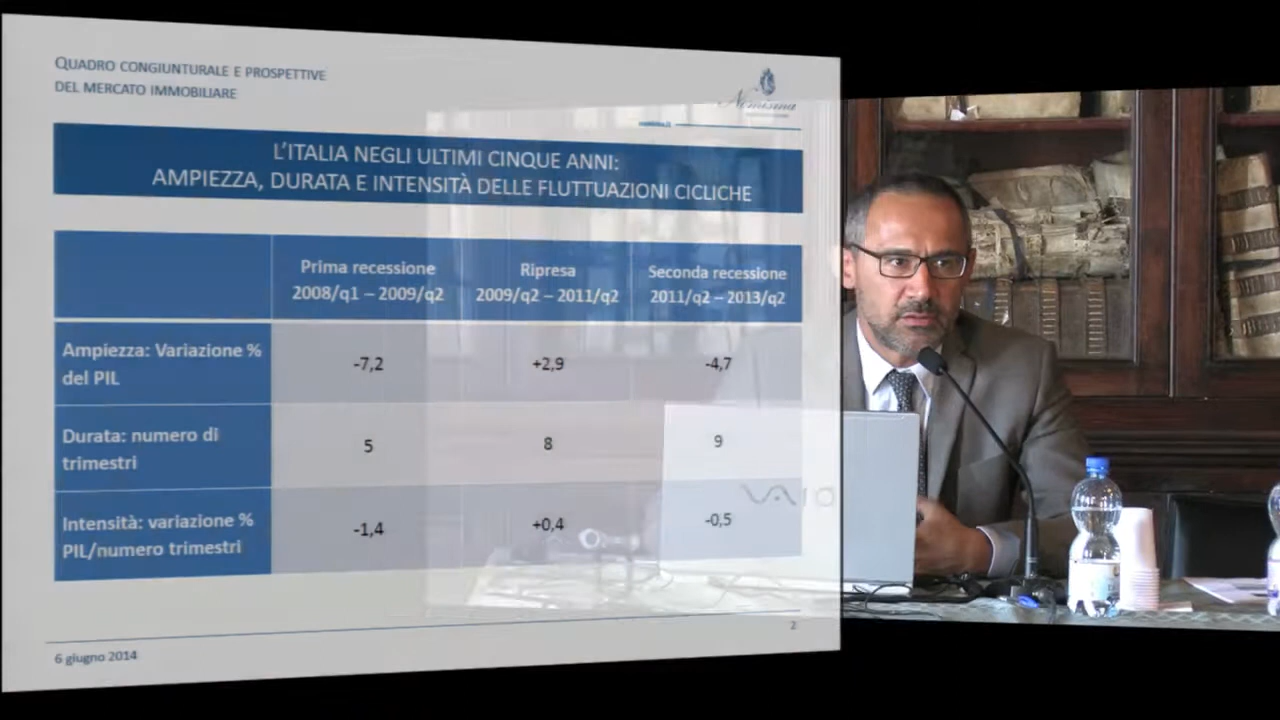 QUADRO CONGIUNTURALE E PROSPETTIVE
DEL MERCATO IMMOBILIARE
Nomisma
L'ITALIA NEGLI ULTIMI CINQUE ANNI:
AMPIEZZA, DURATA E INTENSITÀ DELLE FLUTTUAZIONI CICLICHE
Prima recessione
2008/q1 – 2009/q2
Ripresa
2009/q2 – 2011/q2
Seconda recessione
2011/q2 – 2013/q2
Ampiezza: Variazione %
del PIL
-7,2
+2,9
-4,7
Durata: numero di
trimestri
5
8
9
Intensità: variazione %
PIL/numero trimestri
-1,4
+0,4
-0,5
VAIO
2
6 giugno 2014